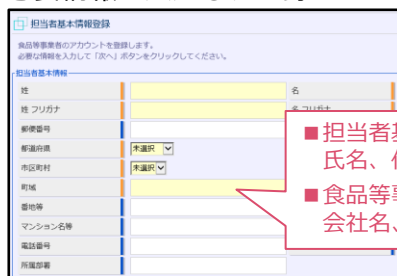 担当者基本情報登録
食品等事業者のアカウントを登録します。
必要な情報を入力して「次へ」ボタンをクリックしてください。
担当者基本情報
姓 名
姓 フリガナ
郵便番号
都道府県 未選択
市区町村 未選択
町域
番地等
マンション名等
電話番号
所属部署
■担当者
氏名、
■食品等
会社名、